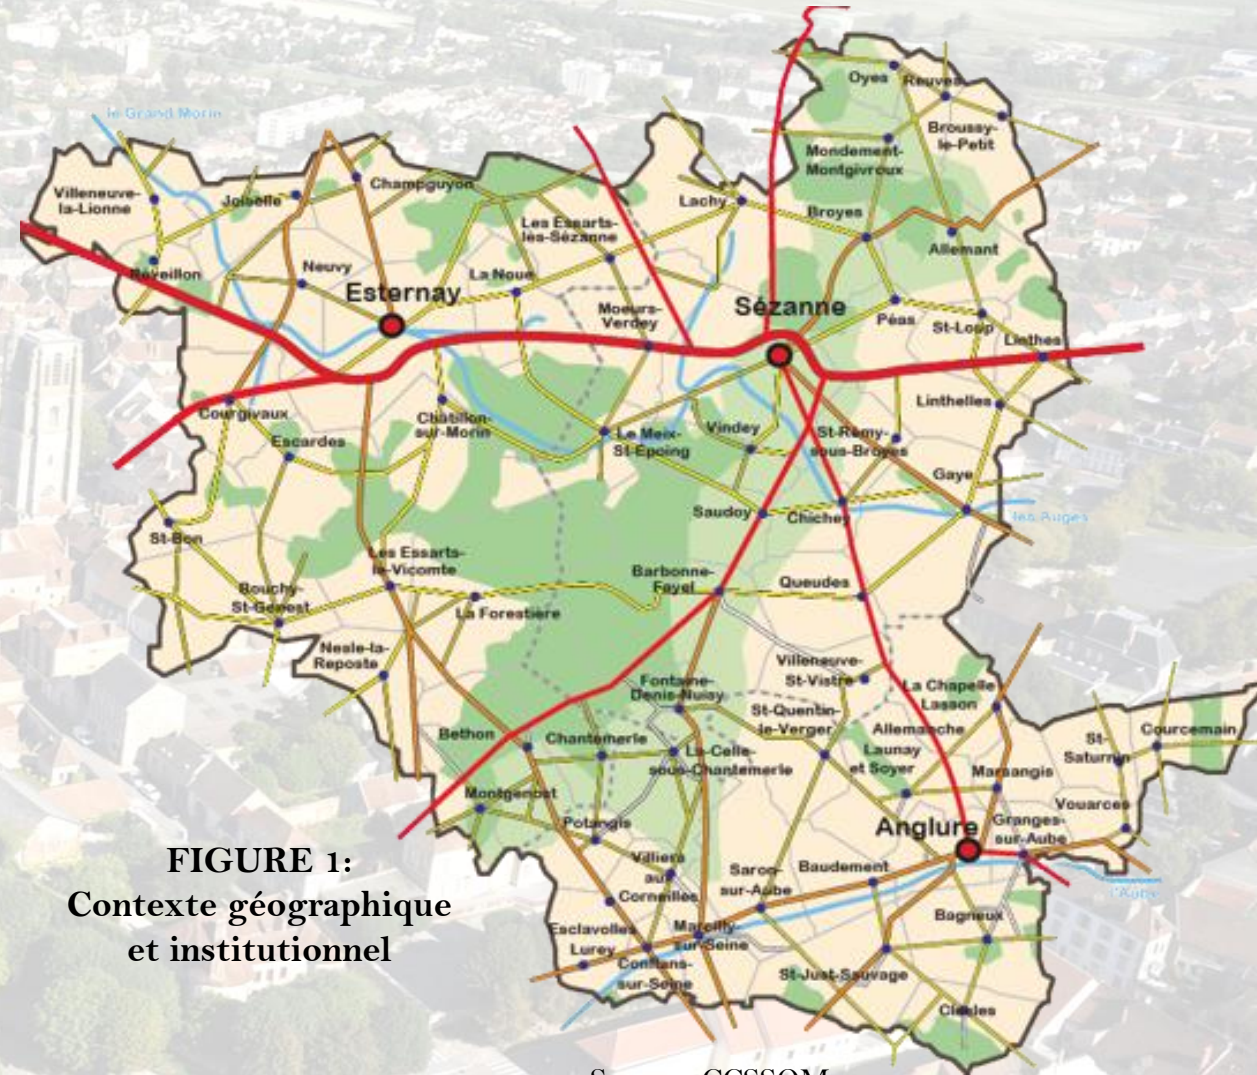 Oyes
Reuves
le Grand Morin
Broussy-
le-Petit
Mondement-
Montgivroux
Champguyon
Villeneuve-
la-Lionne
Joiselle
Lachy
Broyes
Les Essarts-
les-Sézanne
Allemant
Réveillon
Neuvy
La Noue
Esternay
Sézanne
Moeurs-
Verdey
Péas
St-Loup
Linthes
Courgivaux
Linthelles
Châtillon-
sur-Morin
Escardes
Le Meix-
St-Epoing
Vindey
St-Remy-
sous-Broyes
Gaye
Saudoy
Chichey
les Auges
St-Bon
Les Essarts-
le-Vicomte
Barbonne-
Fayel
Queudes
Bouchy-
St-Genest
La Forestière
Nesle-la-
Reposte
Villeneuve-
St-Vistre
Fontaine-
Denis-Nuisy
La Chapelle
Lasson
St-Quentin-
le-Verger
Bethon
Chantemerle
Allemanche
Launay
et Soyer
St-
Saturnin
Courcemain
La-Celle-
sous-Chantemerle
Marsangis
Montgenost
Vouarces
Potangis
Anglure
Granges-
sur-Aube
FIGURE 1:
Contexte géographique
et institutionnel
Villiers
aux
Corneilles
Saron-
sur-Aube
Baudement
l'Aube
Bagneux
Esclavolles
Lurey
Marcilly-
sur-Seine
Conflans-
sur-Seine
St-Just-Sauvage
Clesles
CCSSOM